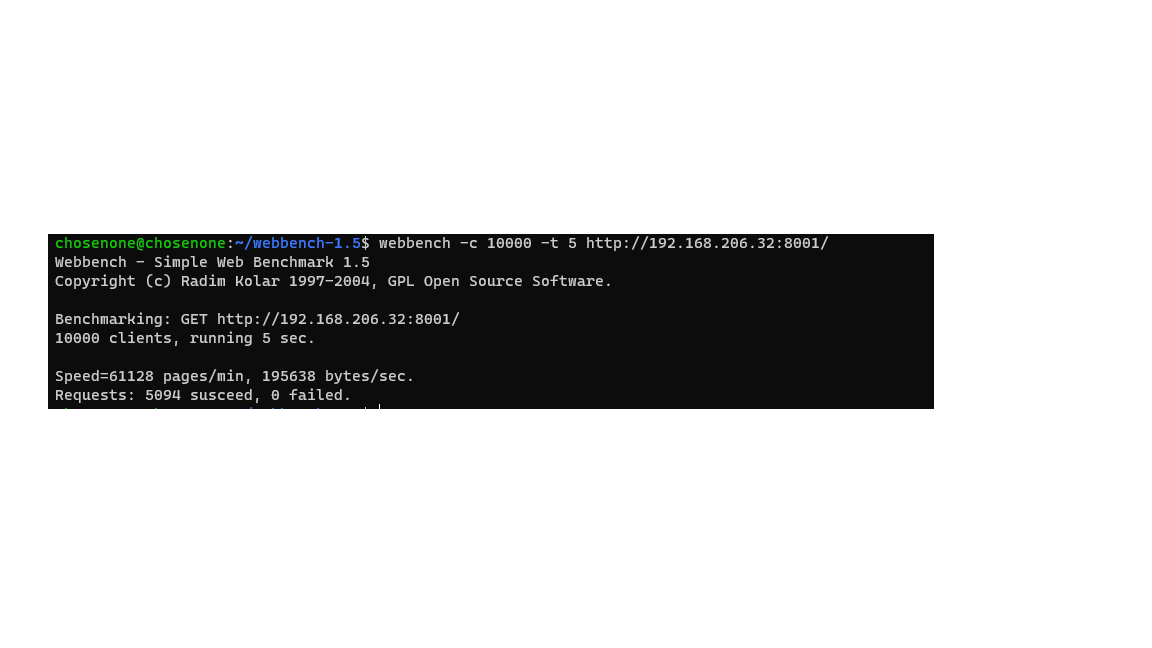 chosenone@chosenone:~/webbench-1.5$ webbench -c 10000 -t 5 http://192.168.206.32:8001/
Webbench - Simple Web Benchmark 1.5
Copyright (c) Radim Kolar 1997-2004, GPL Open Source Software.
Benchmarking: GET http://192.168.206.32:8001/
10000 clients, running 5 sec.
Speed=61128 pages/min, 195638 bytes/sec.
Requests: 5094 susceed, 0 failed.